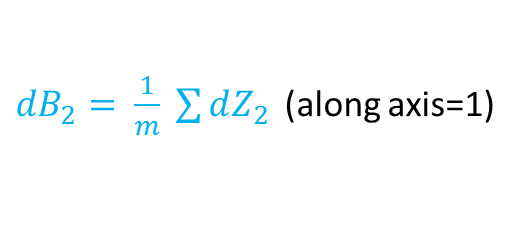 dB₂ = 1/m ∑ dZ₂ (along axis=1)